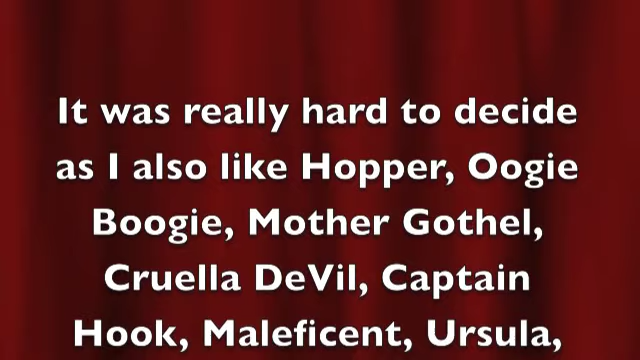 It was really hard to decide
as I also like Hopper, Oogie
Boogie, Mother Gothel,
Cruella DeVil, Captain
Hook, Maleficent, Ursula,